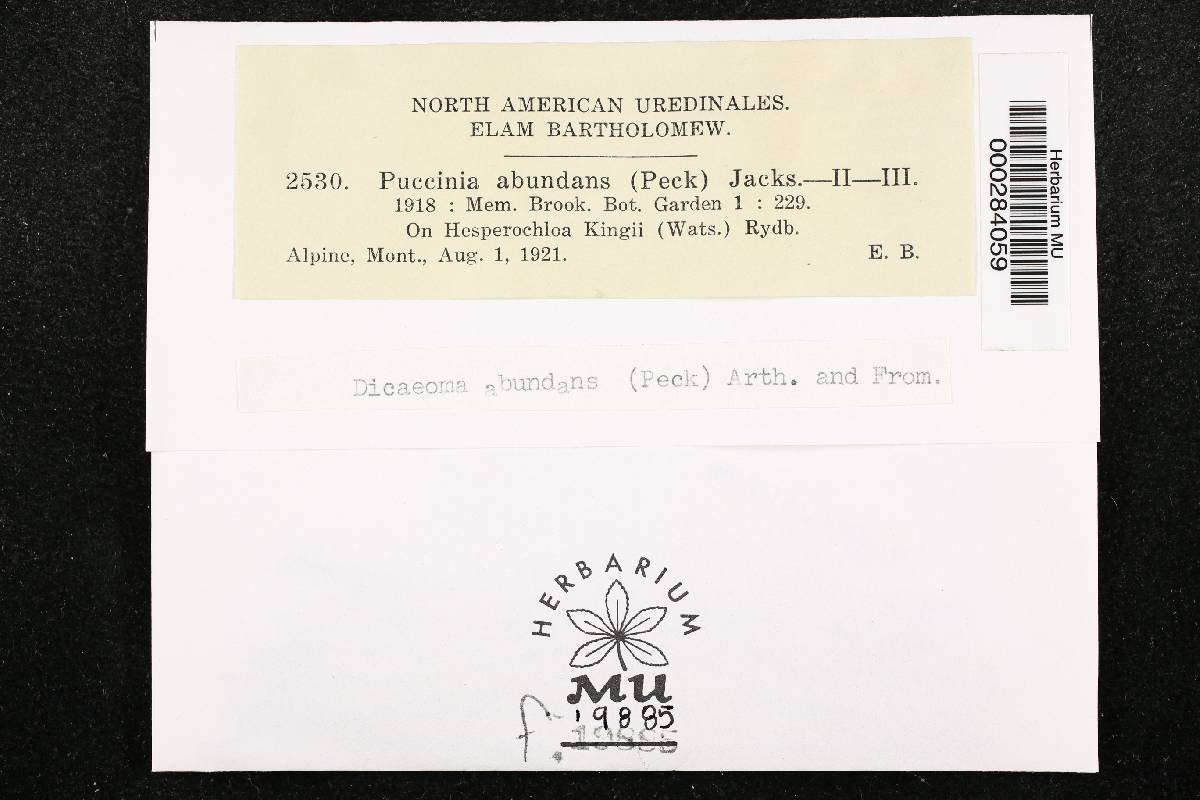 NORTH AMERICAN UREDINALES.
ELAM BARTHOLOMEW.
2530. Puccinia abundans (Peck) Jacks.—II—III.
1918 : Mem. Brook. Bot. Garden 1 : 229.
On Hesperochloa Kingii (Wats.) Rydb.
Alpine, Mont., Aug. 1, 1921. E. B.
Herbarium MU
000284059
Dicaeoma abundans (Peck) Arth. and From.
HERBARIUM
MU
19885
f. 19885